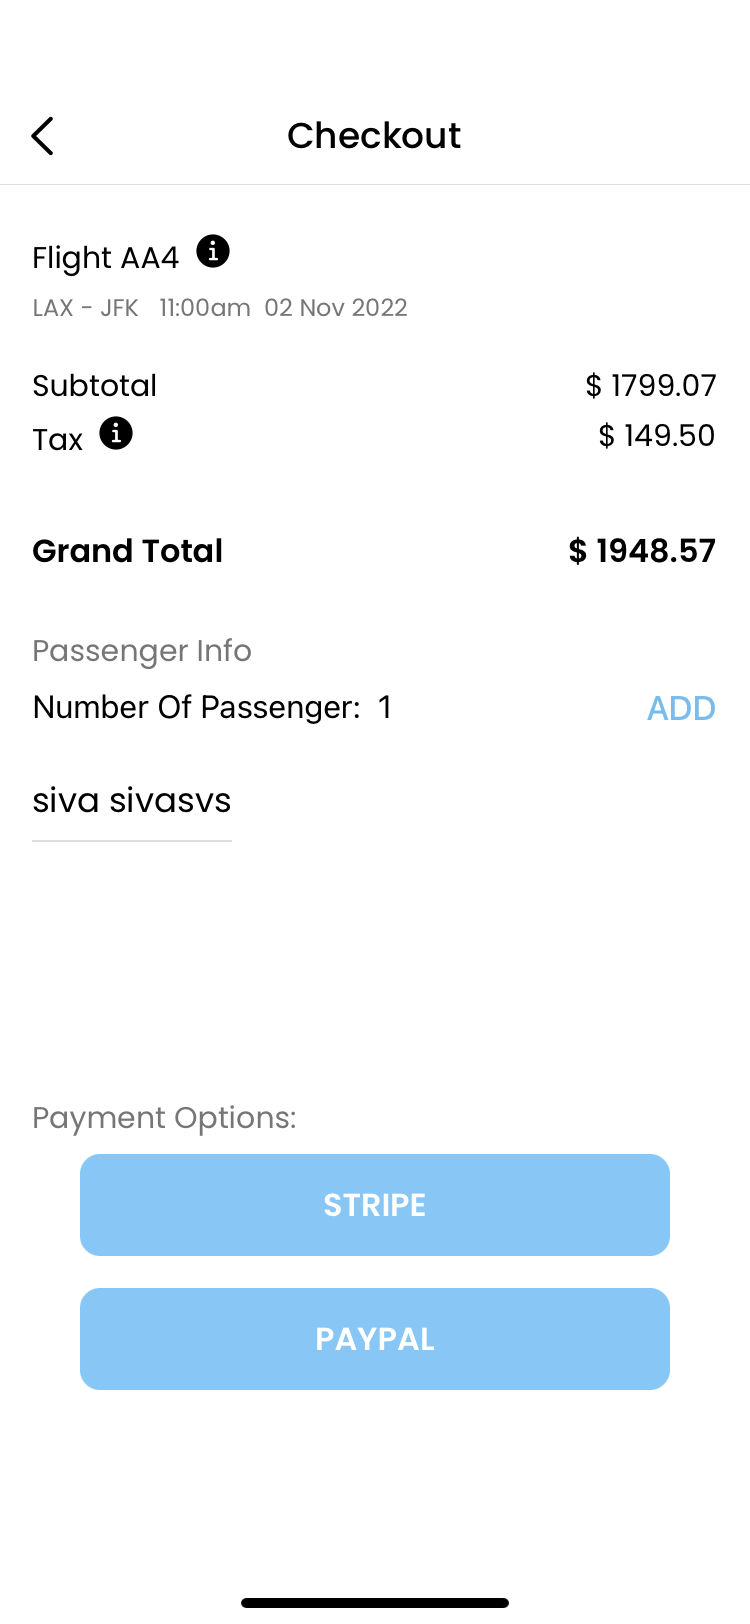 Checkout
Flight AA4
LAX - JFK 11:00am 02 Nov 2022
Subtotal $ 1799.07
Tax $ 149.50
Grand Total $ 1948.57
Passenger Info
Number Of Passenger: 1 ADD
siva sivasvs
Payment Options:
STRIPE
PAYPAL